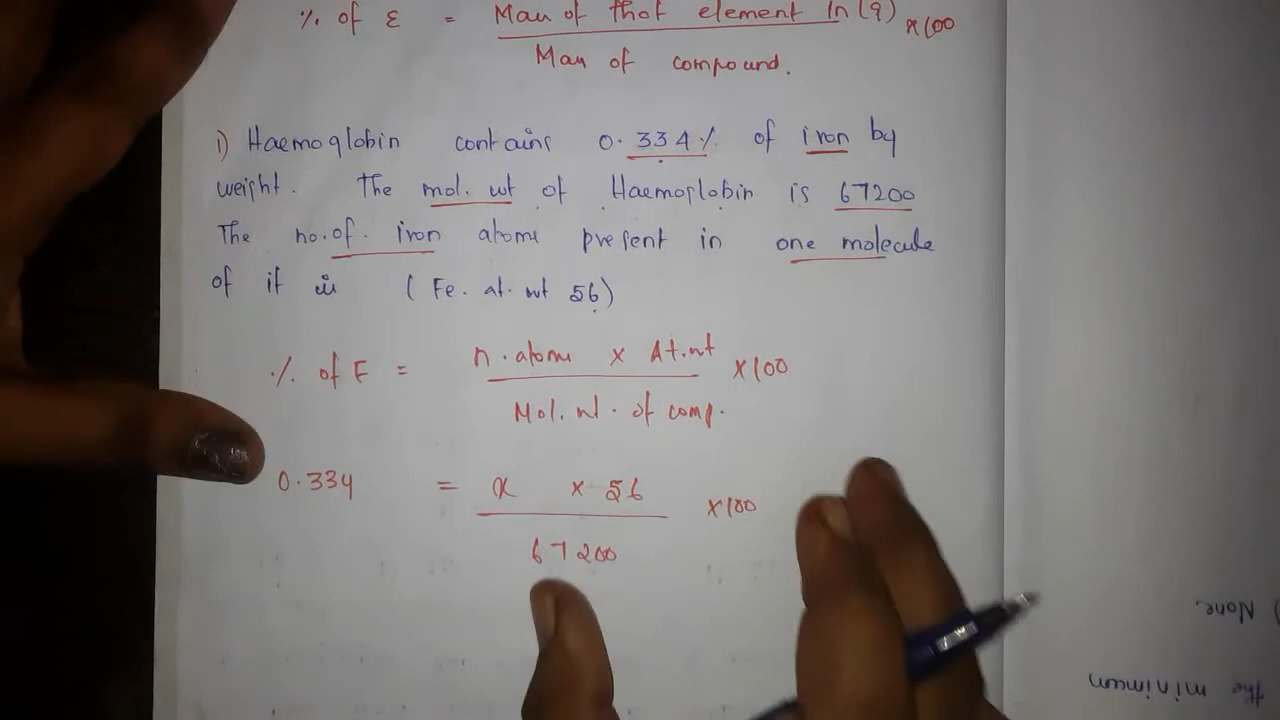 % of E = Mass of that element in (g) × 100
Mass of compound.
1) Haemoglobin contains 0.334% of iron by
weight. The mol. wt of Haemoglobin is 67200
The no. of. iron atoms present in one molecule
of it is (Fe. at. wt 56)
% of E = n. atoms × At. wt × 100
Mol. wt. of comp.
0.334 = x × 56 × 100
67200
) None.
the minimum